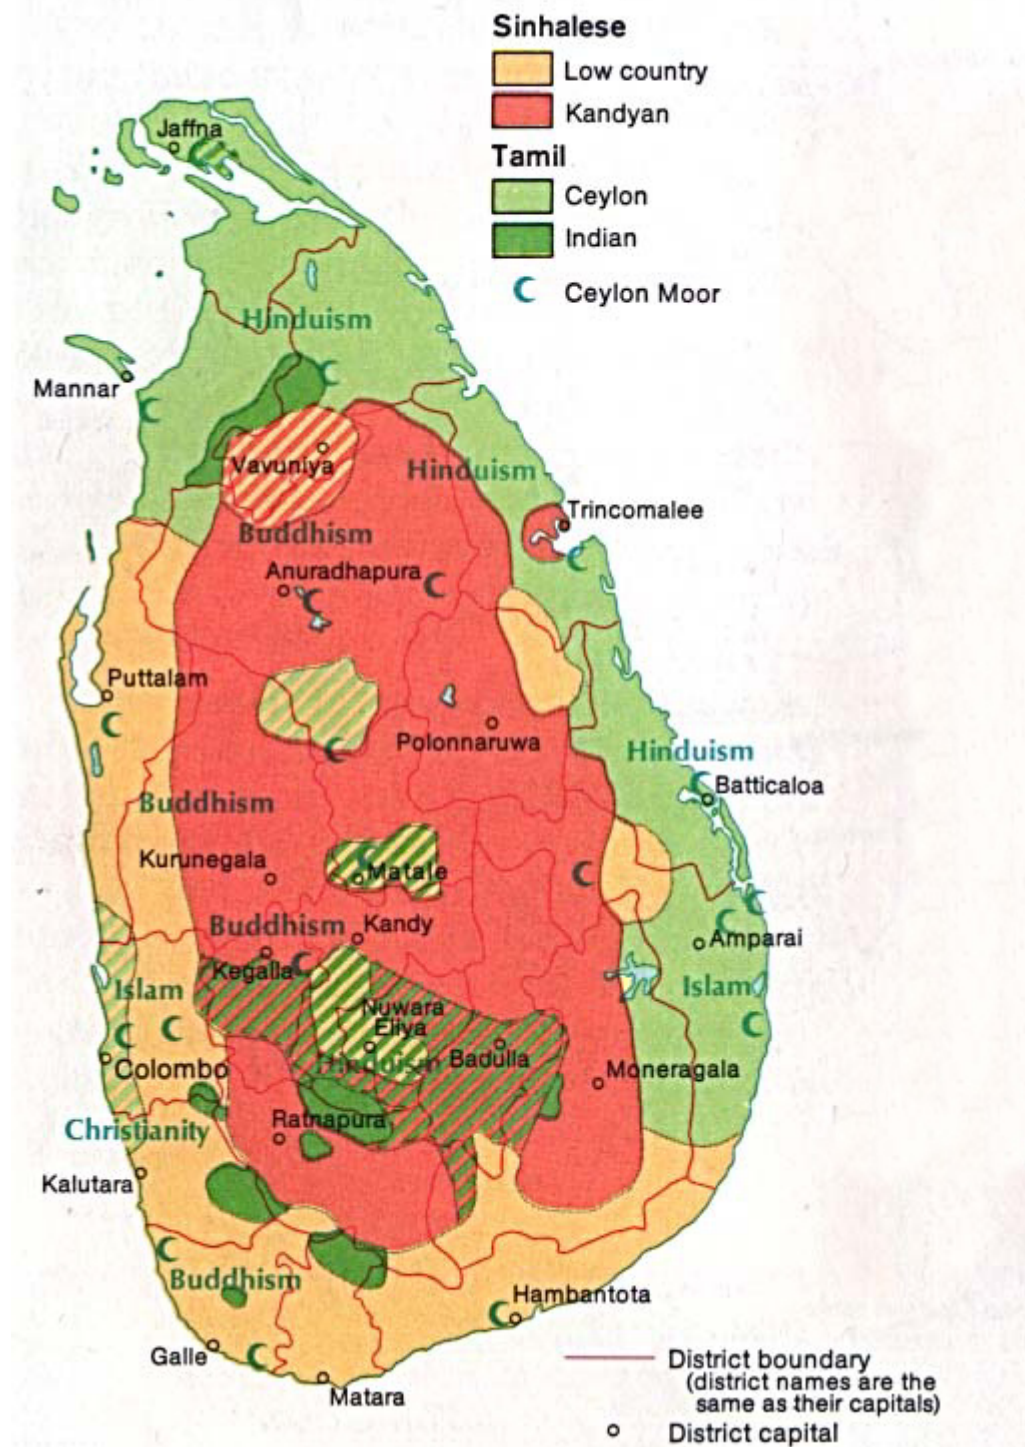 Sinhalese
Low country
Kandyan
Tamil
Ceylon
Indian
Ceylon Moor
Jaffna
Hinduism
Mannar
Vavuniya
Hinduism
Trincomalee
Buddhism
Anuradhapura
Puttalam
Polonnaruwa
Hinduism
Batticaloa
Buddhism
Kurunegala
Matale
Buddhism
Kandy
Amparai
Kegalla
Islam
Islam
Nuwara
Eliya
Hinduism
Badulla
Colombo
Moneragala
Ratnapura
Christianity
Kalutara
Buddhism
Hambantota
Galle
Matara
District boundary
(district names are the
same as their capitals)
District capital